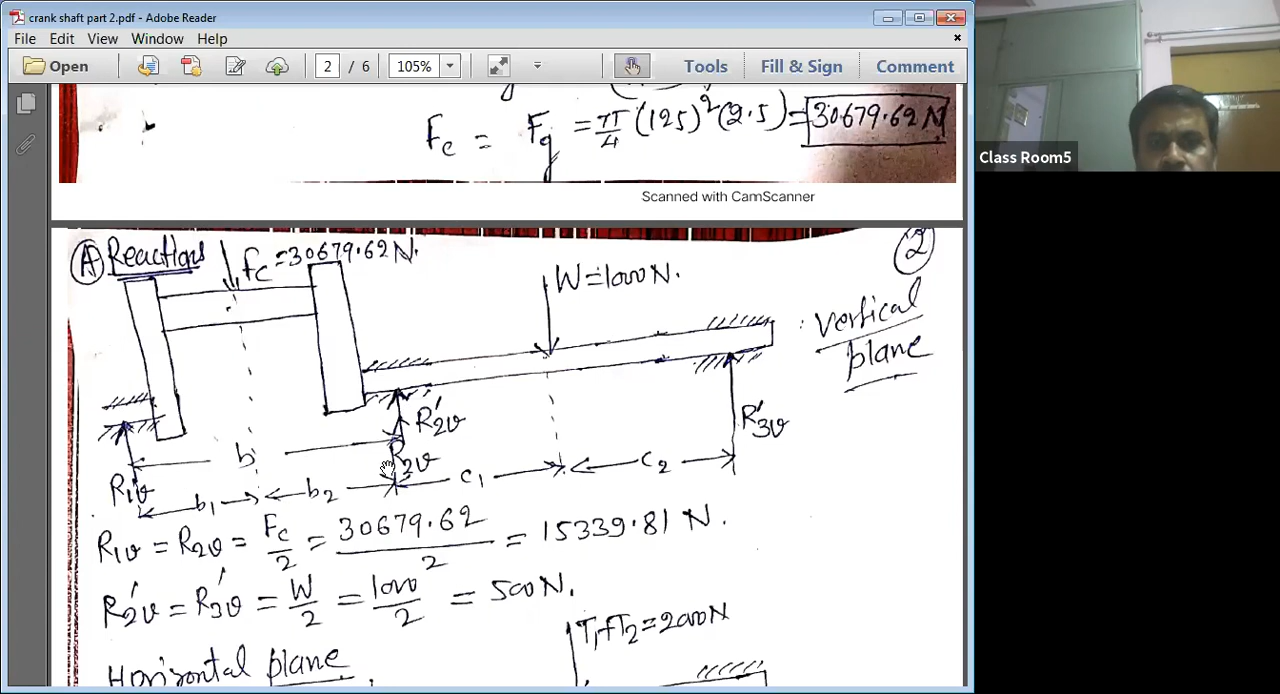 crank shaft part 2.pdf - Adobe Reader
File Edit View Window Help
Open
2 / 6
105%
Tools Fill & Sign Comment
Fc = Fg = π/4 (125)² (2.5) = 30679.62 N
Scanned with CamScanner
Class Room5
(A) Reactions
fc = 30679.62 N.
W = 1000 N.
(2)
vertical plane
R'2v
R'3v
R2v
R1v
b
b1
b2
c1
c2
R1v = R2v = Fc/2 = 30679.62/2 = 15339.81 N.
R'2v = R'3v = W/2 = 1000/2 = 500 N.
T1+T2 = 2000 N
Horisontal plane